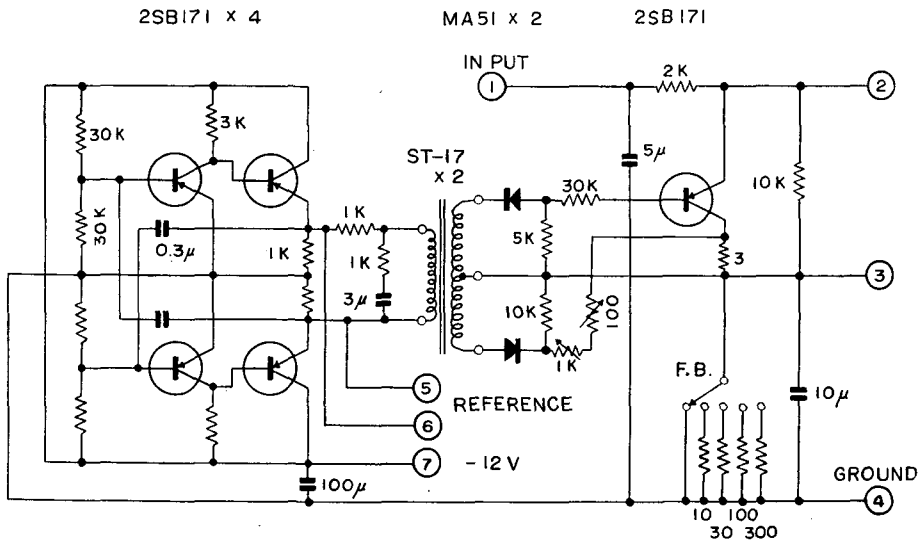 2SB171 x 4
MA51 x 2
2SB171
IN PUT
1
2K
2
30K
3K
5μ
ST-17
x 2
30K
10K
30K
1K
0.3μ
1K
5K
1K
3
3
3μ
10K
100
1K
F.B.
5
REFERENCE
10μ
6
7
-12V
100μ
GROUND
4
10 100
30 300